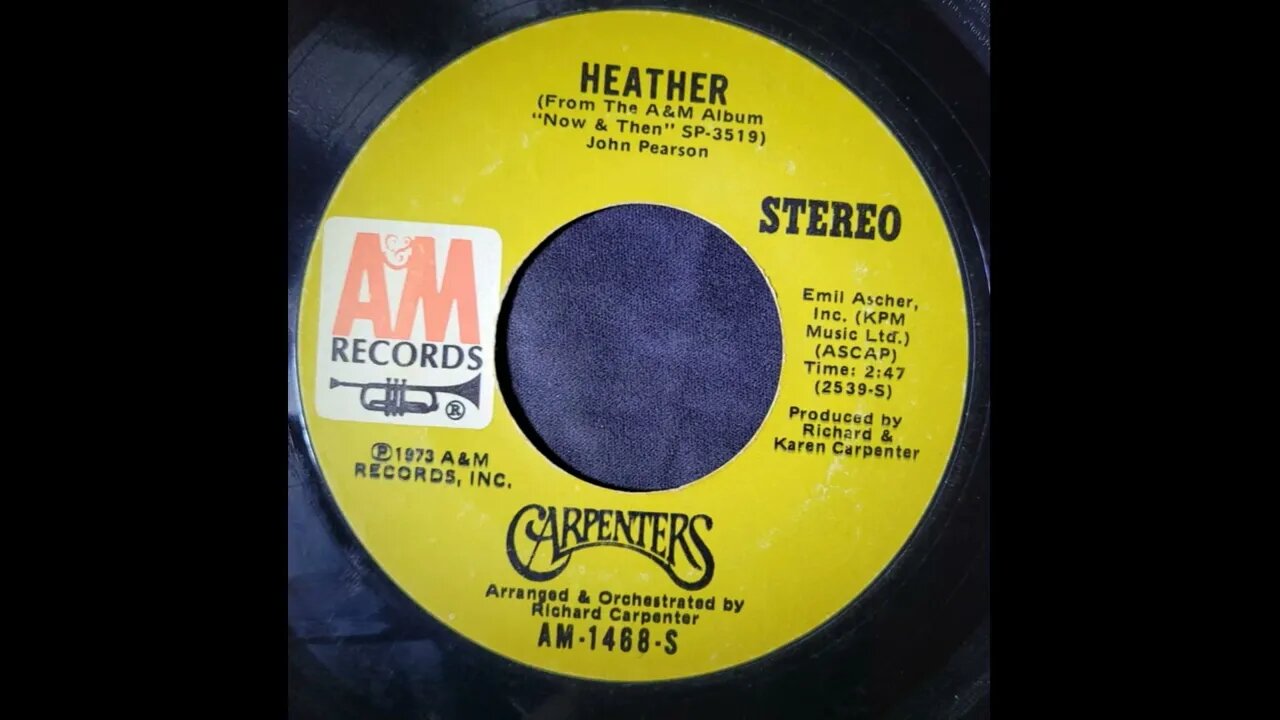 HEATHER
(From The A&M Album
"Now & Then" SP-3519)
John Pearson
STEREO
A&M
RECORDS
®
Emil Ascher,
Inc. (KPM
Music Ltd.)
(ASCAP)
Time: 2:47
(2539-S)
Produced by
Richard &
Karen Carpenter
℗1973 A&M
RECORDS, INC.
CARPENTERS
Arranged & Orchestrated by
Richard Carpenter
AM-1468-S